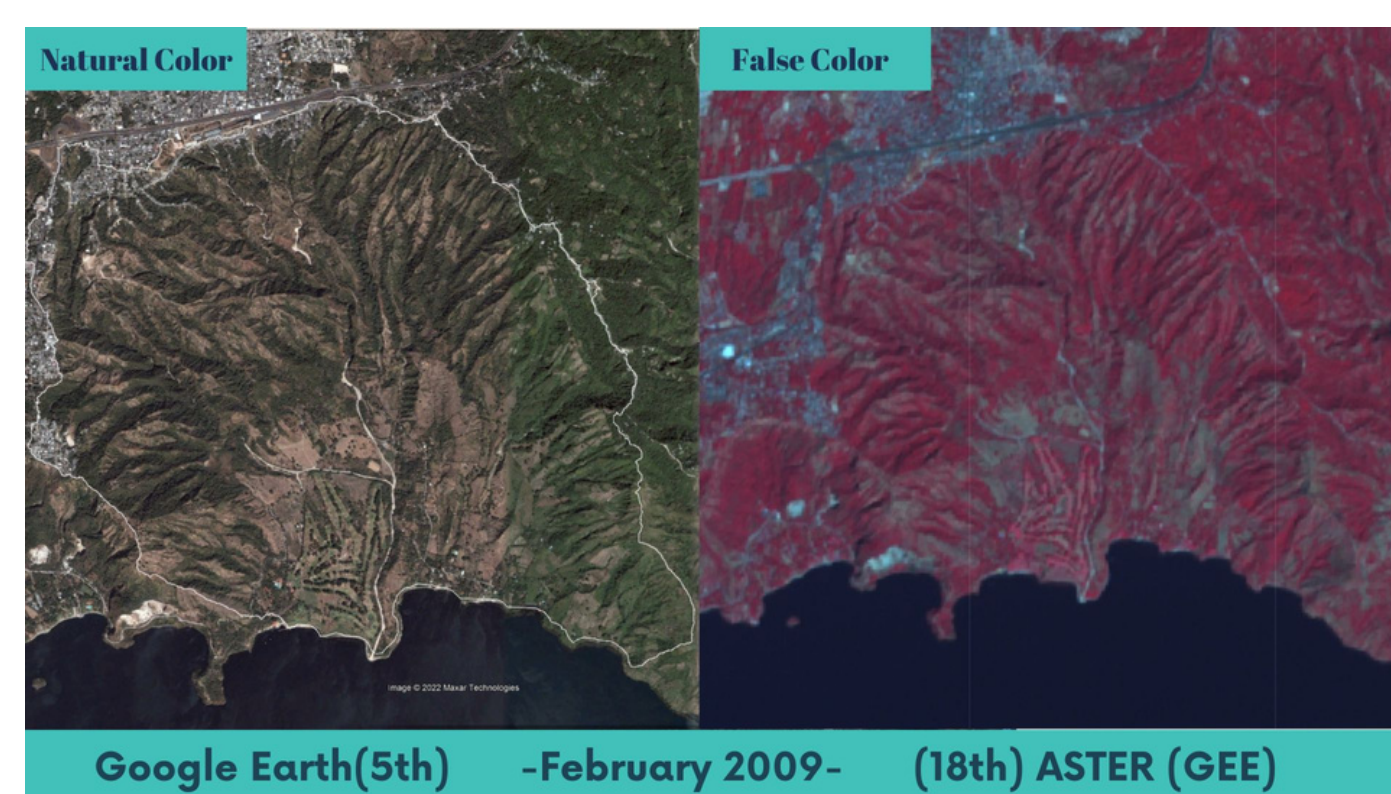 Natural Color
False Color
Image © 2022 Maxar Technologies
Google Earth(5th) -February 2009- (18th) ASTER (GEE)